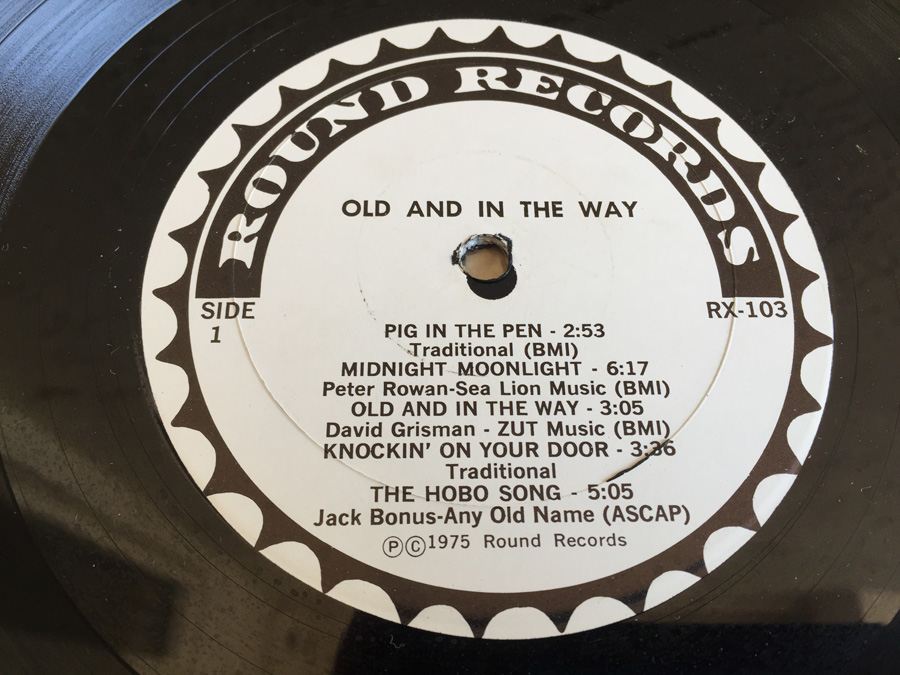 ROUND RECORDS
OLD AND IN THE WAY
SIDE
1
RX-103
PIG IN THE PEN - 2:53
Traditional (BMI)
MIDNIGHT MOONLIGHT - 6:17
Peter Rowan-Sea Lion Music (BMI)
OLD AND IN THE WAY - 3:05
David Grisman - ZUT Music (BMI)
KNOCKIN' ON YOUR DOOR - 3:36
Traditional
THE HOBO SONG - 5:05
Jack Bonus-Any Old Name (ASCAP)
ⓅⒸ1975 Round Records